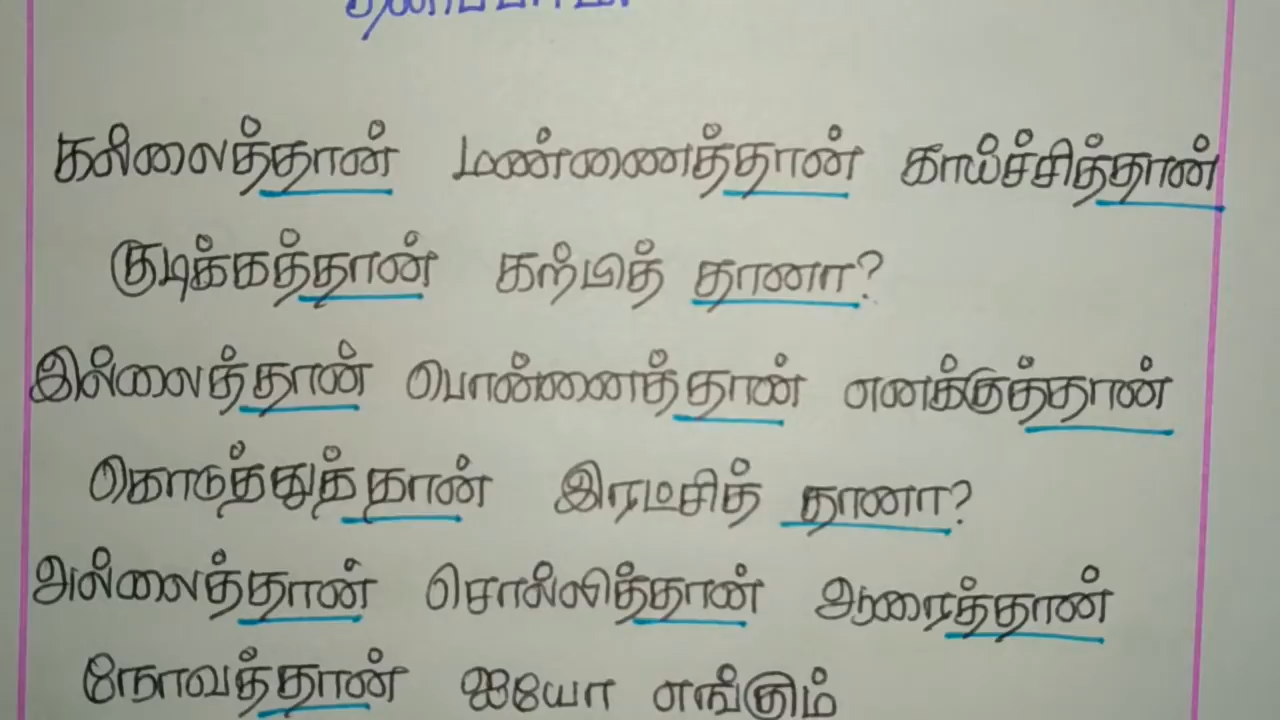 கல்லைத்தான் மண்ணைத்தான் காய்ச்சித்தான்
குடிக்கத்தான் கற்பித் தானா?
இல்லைத்தான் பொன்னைத்தான் எனக்குத்தான்
கொடுத்துத்தான் இரட்சித் தானா?
அல்லைத்தான் சொல்லித்தான் ஆரைத்தான்
நோவத்தான் ஐயோ எங்கும்